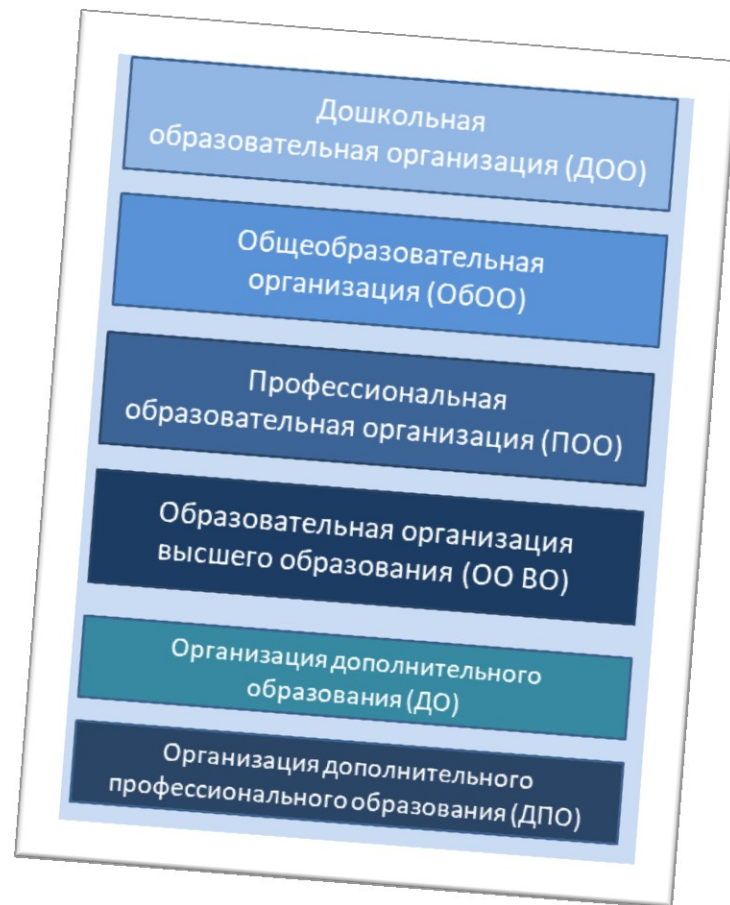 Дошкольная
образовательная организация (ДОО)
Общеобразовательная
организация (ОбОО)
Профессиональная
образовательная организация (ПОО)
Образовательная организация
высшего образования (ОО ВО)
Организация дополнительного
образования (ДО)
Организация дополнительного
профессионального образования (ДПО)